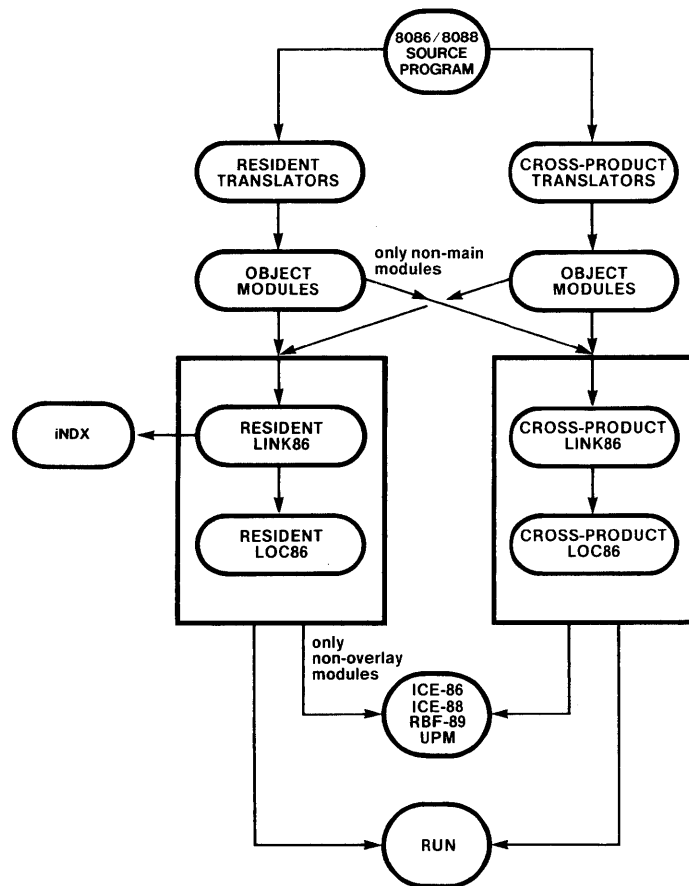 8086/8088
SOURCE
PROGRAM
RESIDENT
TRANSLATORS
CROSS-PRODUCT
TRANSLATORS
only non-main
modules
OBJECT
MODULES
OBJECT
MODULES
iNDX
RESIDENT
LINK86
CROSS-PRODUCT
LINK86
RESIDENT
LOC86
CROSS-PRODUCT
LOC86
only
non-overlay
modules
ICE-86
ICE-88
RBF-89
UPM
RUN